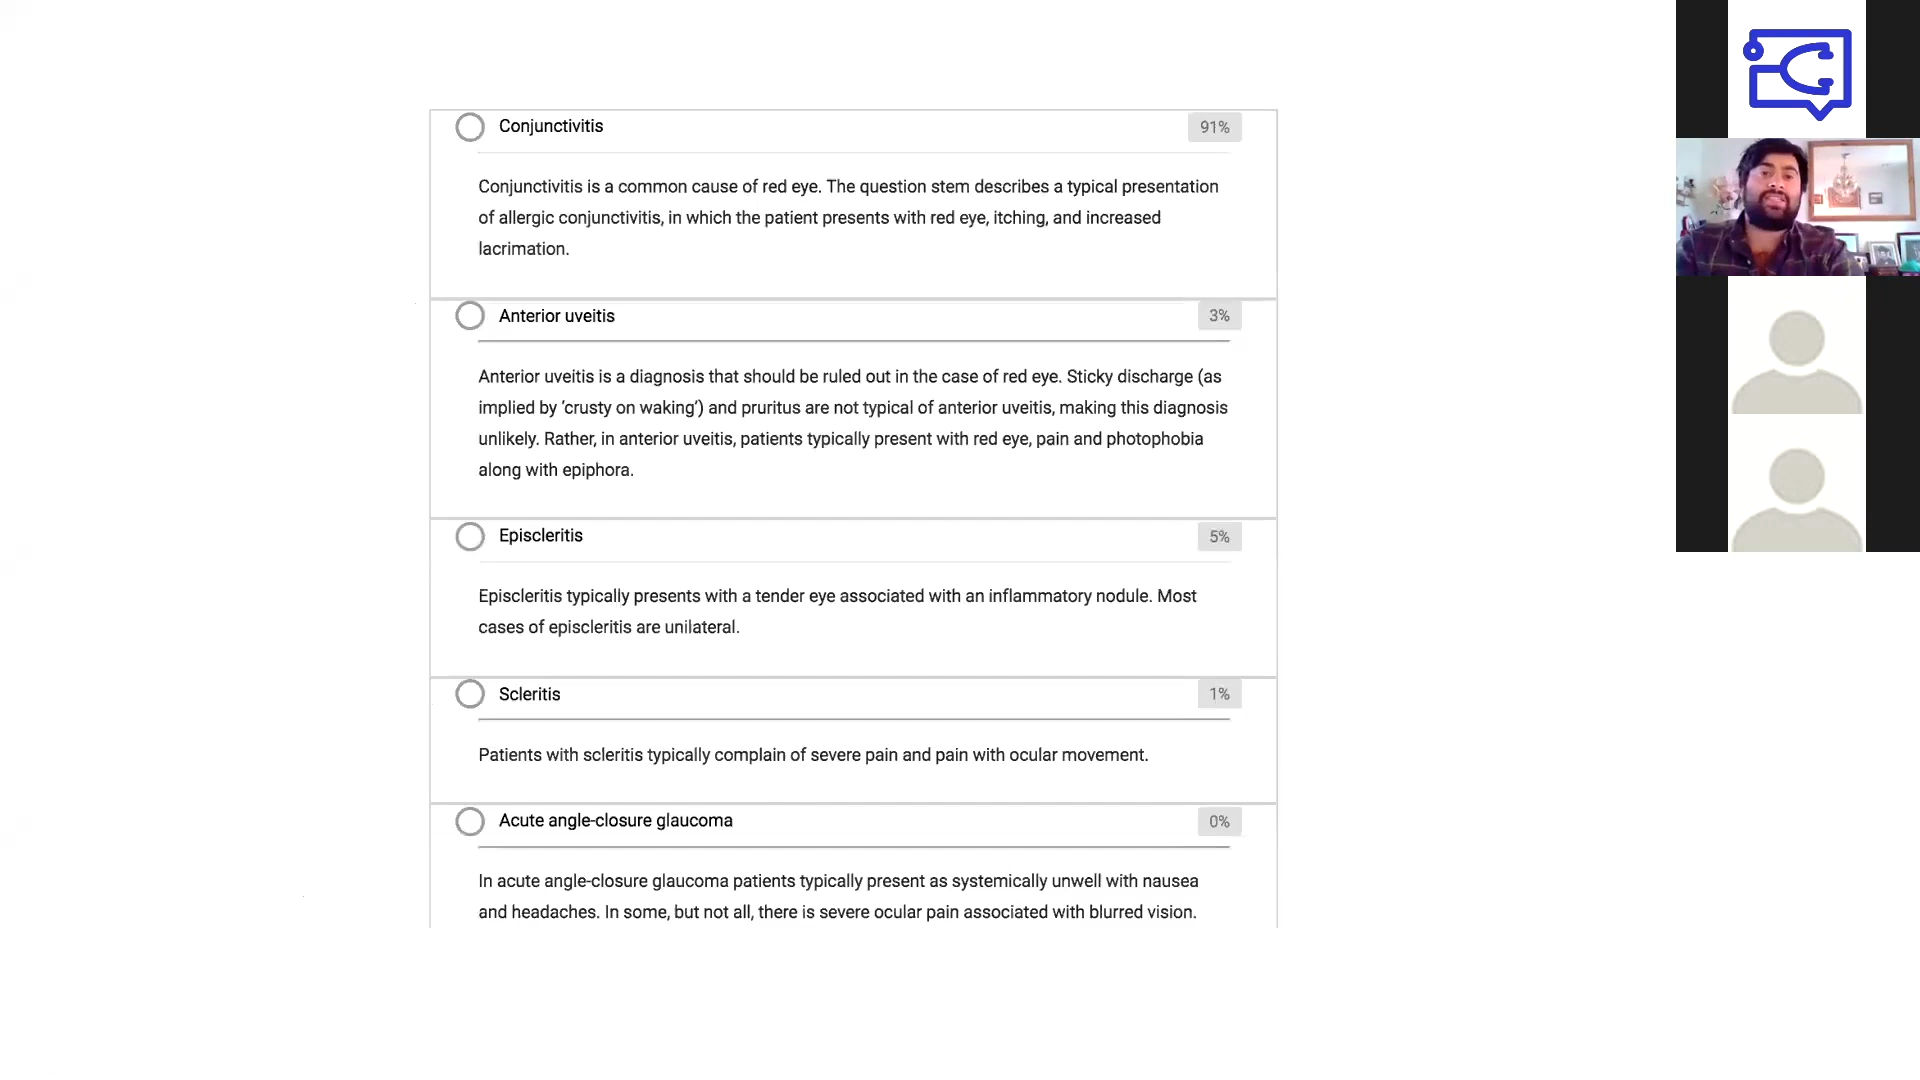 Conjunctivitis 91%
Conjunctivitis is a common cause of red eye. The question stem describes a typical presentation
of allergic conjunctivitis, in which the patient presents with red eye, itching, and increased
lacrimation.
Anterior uveitis 3%
Anterior uveitis is a diagnosis that should be ruled out in the case of red eye. Sticky discharge (as
implied by ‘crusty on waking’) and pruritus are not typical of anterior uveitis, making this diagnosis
unlikely. Rather, in anterior uveitis, patients typically present with red eye, pain and photophobia
along with epiphora.
Episcleritis 5%
Episcleritis typically presents with a tender eye associated with an inflammatory nodule. Most
cases of episcleritis are unilateral.
Scleritis 1%
Patients with scleritis typically complain of severe pain and pain with ocular movement.
Acute angle-closure glaucoma 0%
In acute angle-closure glaucoma patients typically present as systemically unwell with nausea
and headaches. In some, but not all, there is severe ocular pain associated with blurred vision.